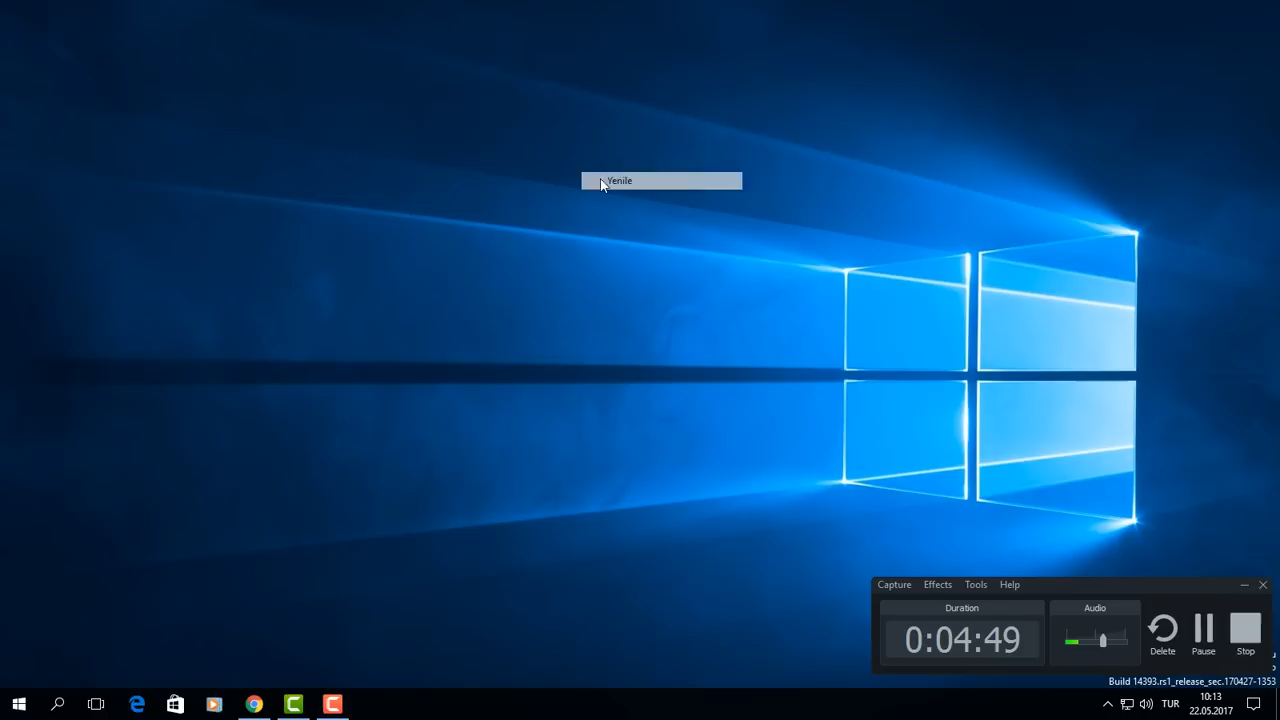 Yenile
Capture Effects Tools Help
Duration
Audio
0:04:49
Delete
Pause
Stop
Build 14393.rs1_release_sec.170427-1353
TUR
10:13
22.05.2017